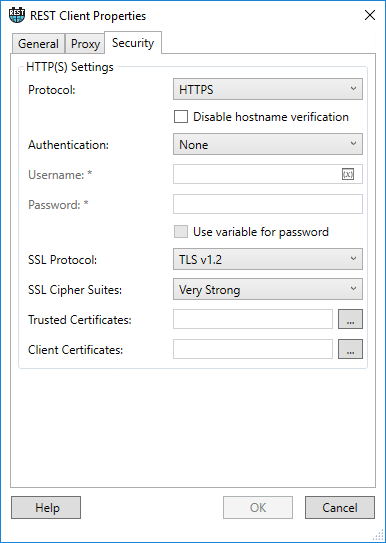 REST
REST Client Properties
General Proxy Security
HTTP(S) Settings
Protocol: HTTPS
Disable hostname verification
Authentication: None
Username: * (x)
Password: *
Use variable for password
SSL Protocol: TLS v1.2
SSL Cipher Suites: Very Strong
Trusted Certificates: ...
Client Certificates: ...
Help OK Cancel